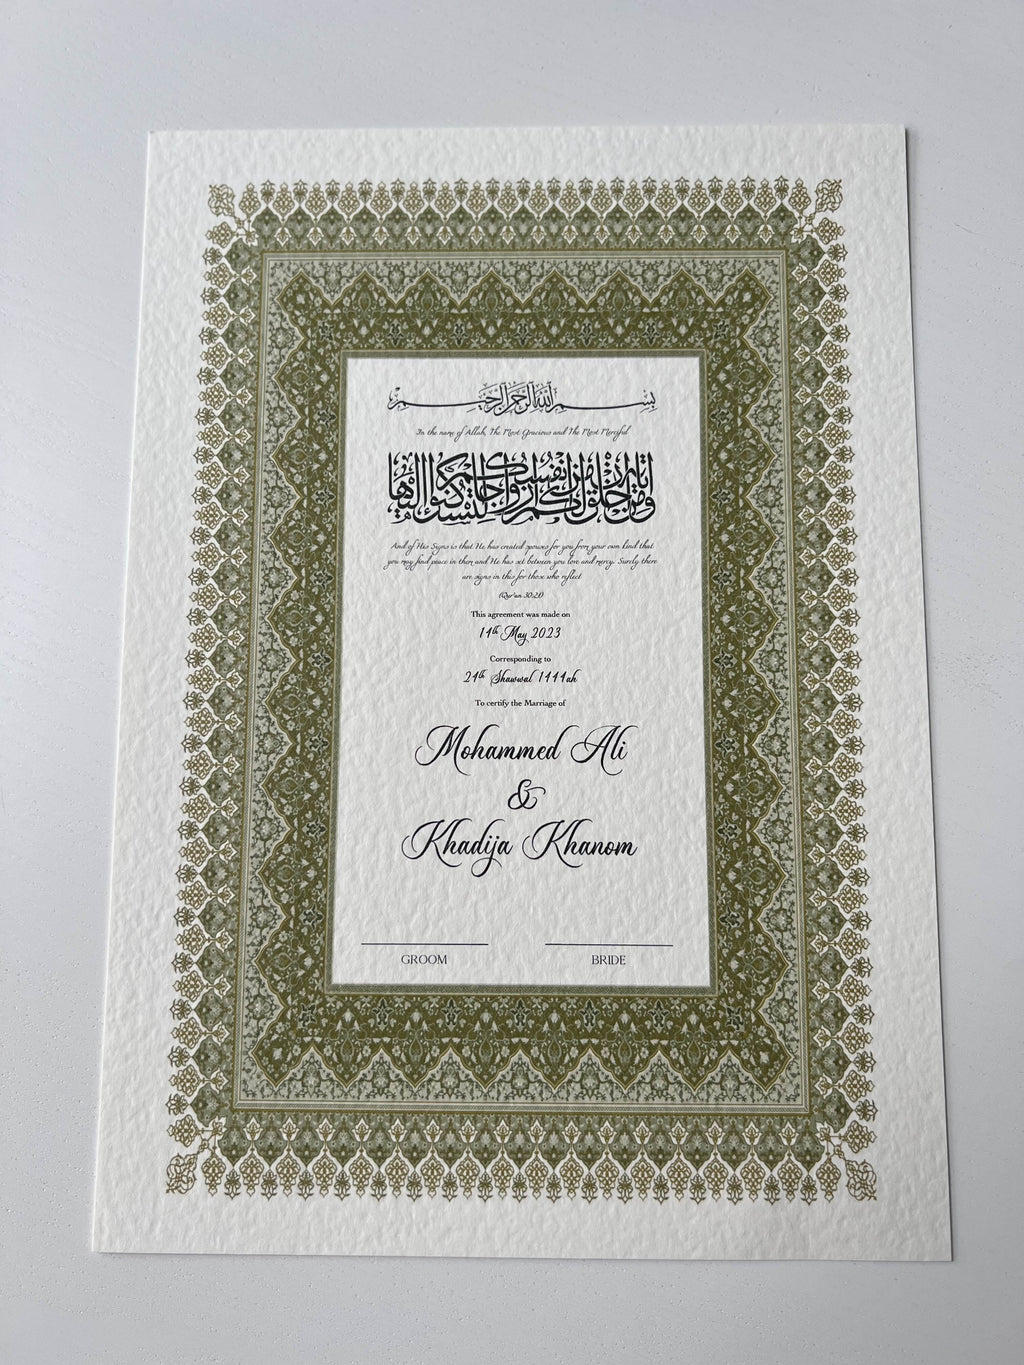 بسم الله الرحمن الرحيم
In the name of Allah, The Most Gracious and The Most Merciful
ومن آياته أن خلق لكم من أنفسكم أزواجا لتسكنوا إليها
And of His Signs is that He has created spouses for you from your own kind that
you may find peace in them and He has set between you love and mercy. Surely there
are signs in this for those who reflect
(Qur'an 30:21)
This agreement was made on
14th May 2023
Corresponding to
24th Shawwal 1444ah
To certify the Marriage of
Mohammed Ali
&
Khadija Khanom
GROOM BRIDE